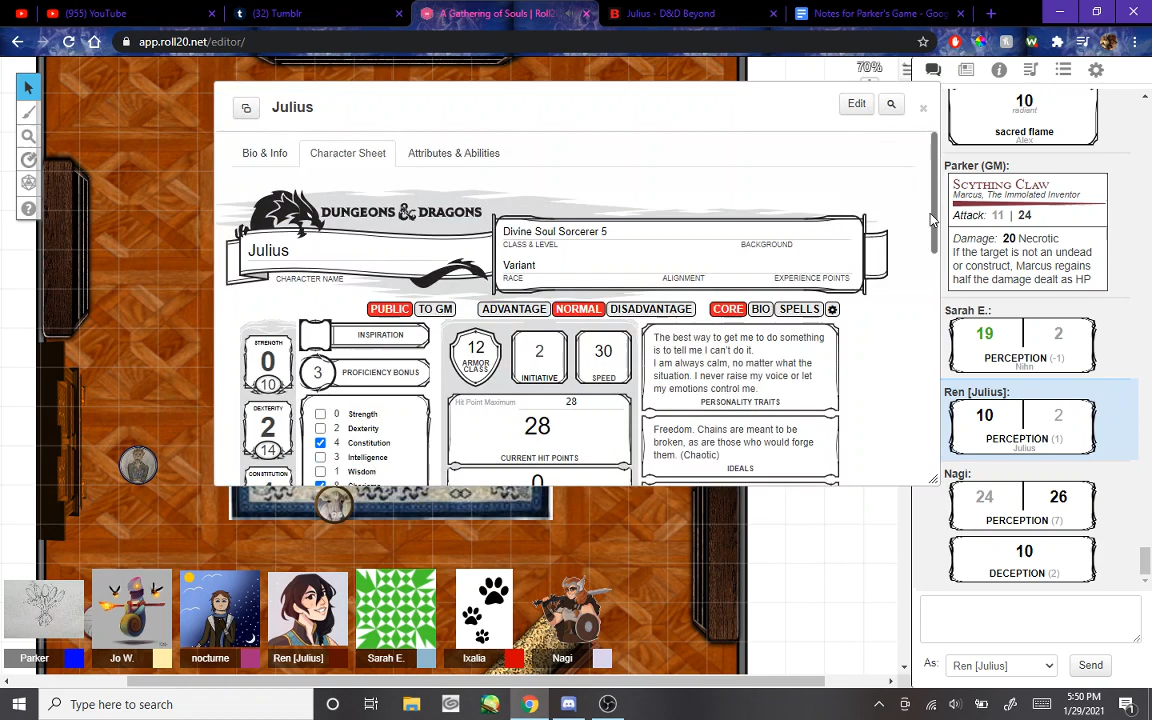 (955) YouTube
(32) Tumblr
A Gathering of Souls | Roll2
Julius - D&D Beyond
Notes for Parker's Game - Goog
app.roll20.net/editor/
70%
Julius
Edit
Bio & Info
Character Sheet
Attributes & Abilities
DUNGEONS & DRAGONS
Julius
CHARACTER NAME
Divine Soul Sorcerer 5
CLASS & LEVEL
BACKGROUND
Variant
RACE
ALIGNMENT
EXPERIENCE POINTS
PUBLIC
TO GM
ADVANTAGE
NORMAL
DISADVANTAGE
CORE
BIO
SPELLS
STRENGTH
0
10
DEXTERITY
2
14
CONSTITUTION
INSPIRATION
3
PROFICIENCY BONUS
0 Strength
2 Dexterity
4 Constitution
3 Intelligence
1 Wisdom
12
ARMOR
CLASS
2
INITIATIVE
30
SPEED
Hit Point Maximum
28
28
CURRENT HIT POINTS
0
The best way to get me to do something
is to tell me I can't do it.
I am always calm, no matter what the
situation. I never raise my voice or let
my emotions control me.
PERSONALITY TRAITS
Freedom. Chains are meant to be
broken, as are those who would forge
them. (Chaotic)
IDEALS
10
radiant
sacred flame
Alex
Parker (GM):
SCYTHING CLAW
Marcus, The Immolated Inventor
Attack: 11 | 24
Damage: 20 Necrotic
If the target is not an undead
or construct, Marcus regains
half the damage dealt as HP
Sarah E.:
19
2
PERCEPTION (-1)
Nihn
Ren [Julius]:
10
2
PERCEPTION (1)
Julius
Nagi:
24
26
PERCEPTION (7)
10
DECEPTION (2)
As:
Ren [Julius]
Send
Parker
Jo W.
nocturne
Ren [Julius]
Sarah E.
Ixalia
Nagi
Type here to search
5:50 PM
1/29/2021
1